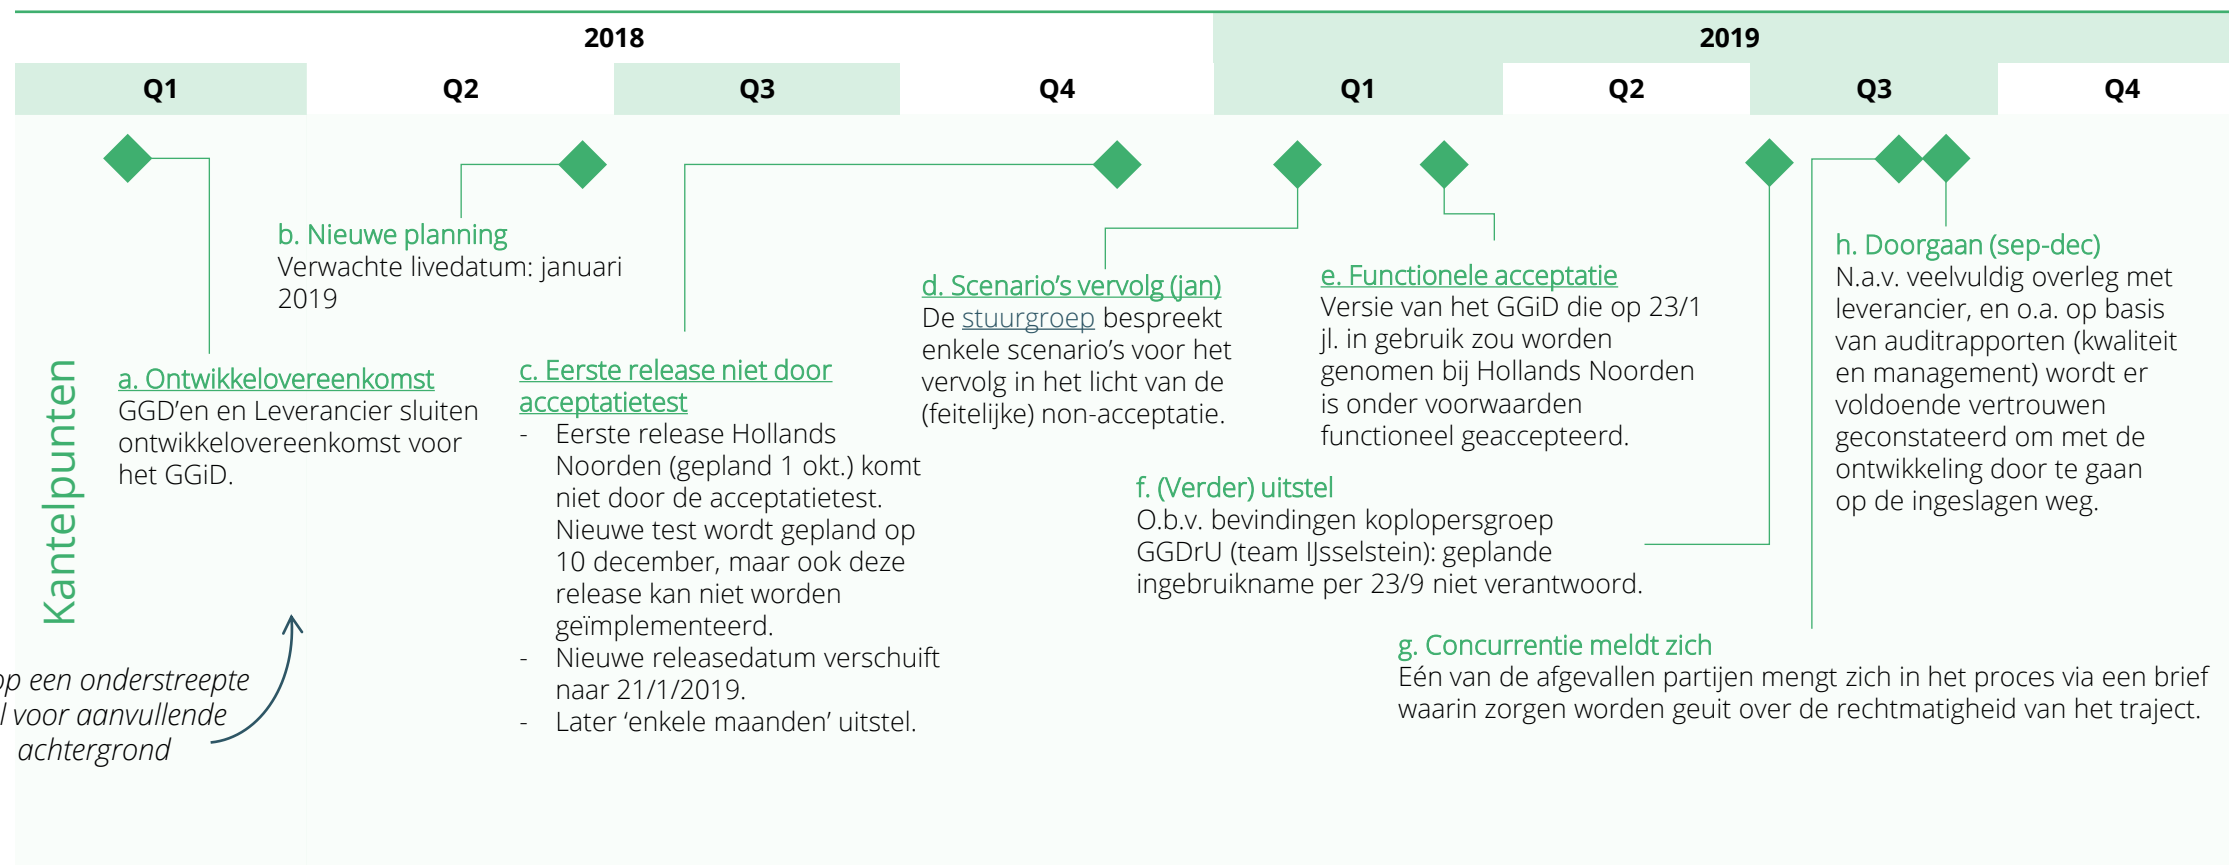 2018
2019
Q1
Q2
Q3
Q4
Q1
Q2
Q3
Q4
Kantelpunten
a. Ontwikkelovereenkomst
GGD’en en Leverancier sluiten
ontwikkelovereenkomst voor
het GGiD.
b. Nieuwe planning
Verwachte livedatum: januari
2019
c. Eerste release niet door
acceptatietest
- Eerste release Hollands
Noorden (gepland 1 okt.) komt
niet door de acceptatietest.
Nieuwe test wordt gepland op
10 december, maar ook deze
release kan niet worden
geïmplementeerd.
- Nieuwe releasedatum verschuift
naar 21/1/2019.
- Later ‘enkele maanden’ uitstel.
d. Scenario’s vervolg (jan)
De stuurgroep bespreekt
enkele scenario’s voor het
vervolg in het licht van de
(feitelijke) non-acceptatie.
e. Functionele acceptatie
Versie van het GGiD die op 23/1
jl. in gebruik zou worden
genomen bij Hollands Noorden
is onder voorwaarden
functioneel geaccepteerd.
f. (Verder) uitstel
O.b.v. bevindingen koplopersgroep
GGDrU (team IJsselstein): geplande
ingebruikname per 23/9 niet verantwoord.
g. Concurrentie meldt zich
Eén van de afgevallen partijen mengt zich in het proces via een brief
waarin zorgen worden geuit over de rechtmatigheid van het traject.
h. Doorgaan (sep-dec)
N.a.v. veelvuldig overleg met
leverancier, en o.a. op basis
van auditrapporten (kwaliteit
en management) wordt er
voldoende vertrouwen
geconstateerd om met de
ontwikkeling door te gaan
op de ingeslagen weg.
op een onderstreepte
l voor aanvullende
achtergrond